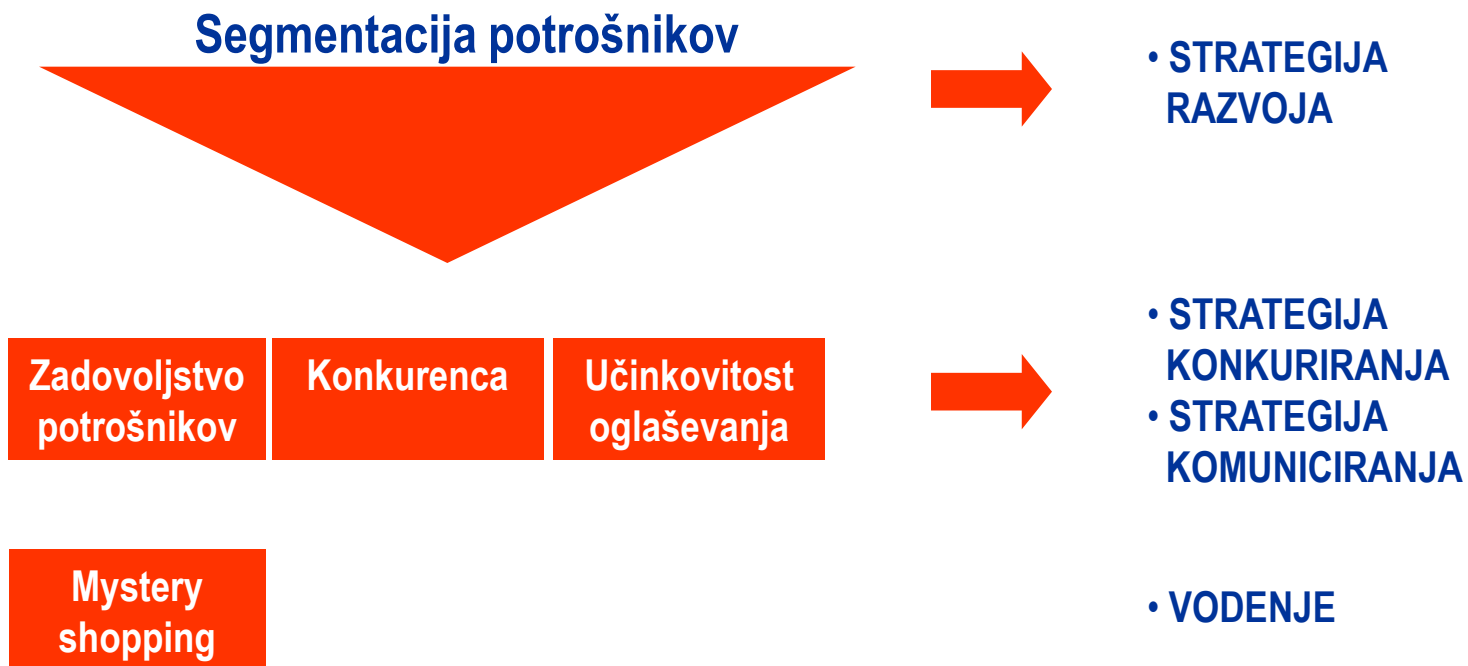 Segmentacija potrošnikov
• STRATEGIJA
RAZVOJA
Zadovoljstvo
potrošnikov
Konkurenca
Učinkovitost
oglaševanja
• STRATEGIJA
KONKURIRANJA
• STRATEGIJA
KOMUNICIRANJA
Mystery
shopping
• VODENJE